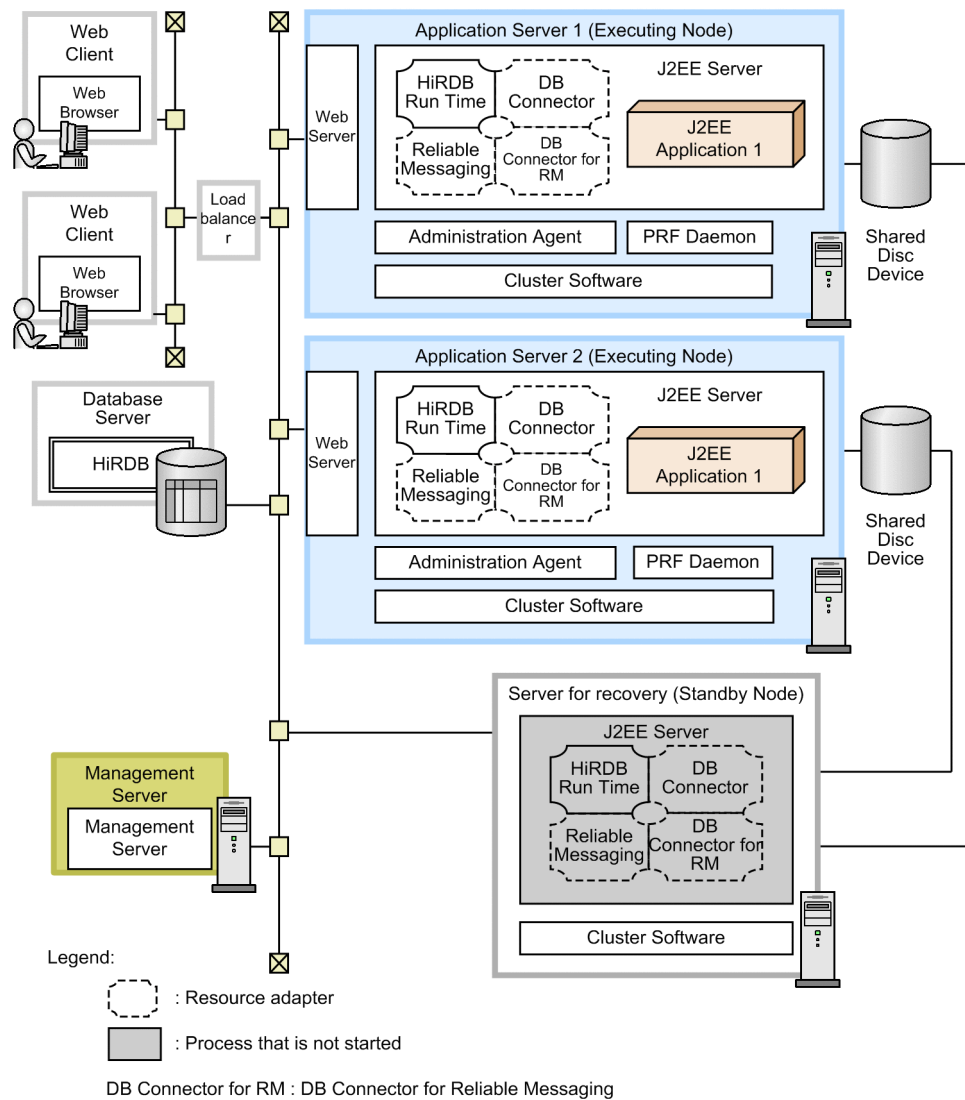 Web
Client
Web
Browser
Web
Client
Web
Browser
Load
balance
r
Application Server 1 (Executing Node)
Web
Server
J2EE Server
HiRDB
Run Time
DB
Connector
Reliable
Messaging
DB
Connector for
RM
J2EE
Application 1
Administration Agent
PRF Daemon
Cluster Software
Shared
Disc
Device
Application Server 2 (Executing Node)
Web
Server
J2EE Server
HiRDB
Run Time
DB
Connector
Reliable
Messaging
DB
Connector for
RM
J2EE
Application 1
Administration Agent
PRF Daemon
Cluster Software
Shared
Disc
Device
Database
Server
HiRDB
Server for recovery (Standby Node)
J2EE Server
HiRDB
Run Time
DB
Connector
Reliable
Messaging
DB
Connector for
RM
Cluster Software
Management
Server
Management
Server
Legend:
: Resource adapter
: Process that is not started
DB Connector for RM : DB Connector for Reliable Messaging